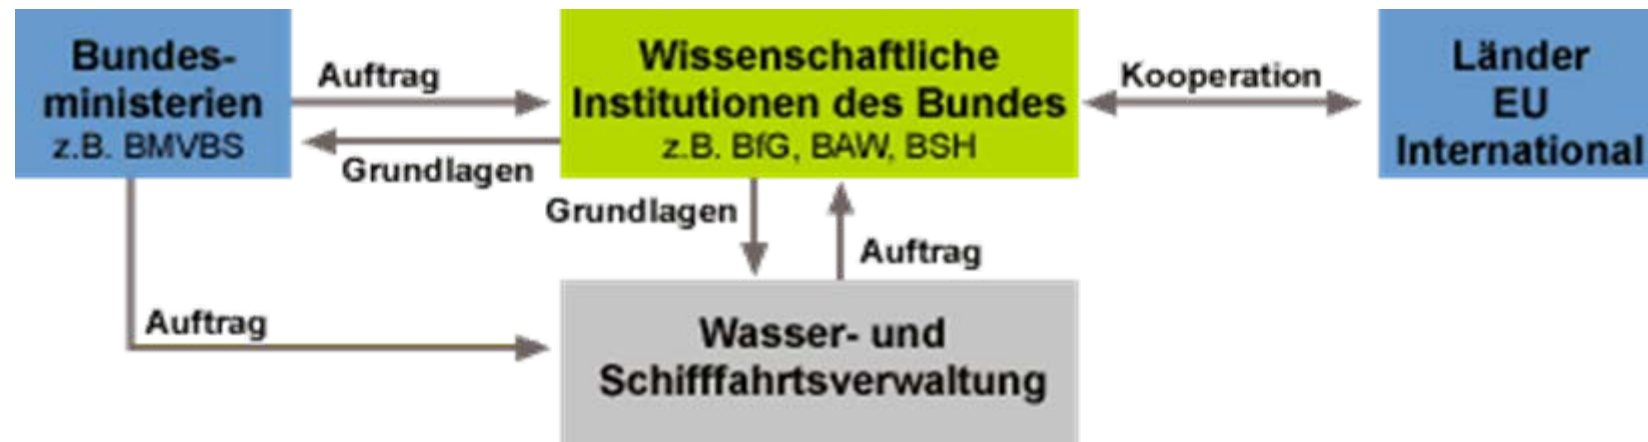 Bundes-
ministerien
z.B. BMVBS
Auftrag
Grundlagen
Wissenschaftliche
Institutionen des Bundes
z.B. BfG, BAW, BSH
Kooperation
Länder
EU
International
Grundlagen
Auftrag
Auftrag
Wasser- und
Schifffahrtsverwaltung